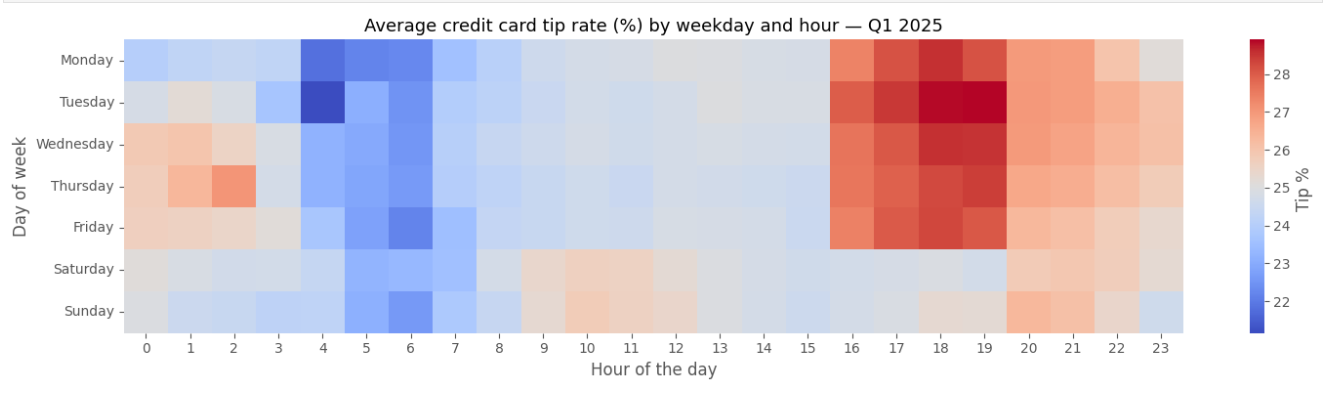 Average credit card tip rate (%) by weekday and hour — Q1 2025
Day of week
Monday
Tuesday
Wednesday
Thursday
Friday
Saturday
Sunday
0 1 2 3 4 5 6 7 8 9 10 11 12 13 14 15 16 17 18 19 20 21 22 23
Hour of the day
28
27
26
25
24
23
22
Tip %